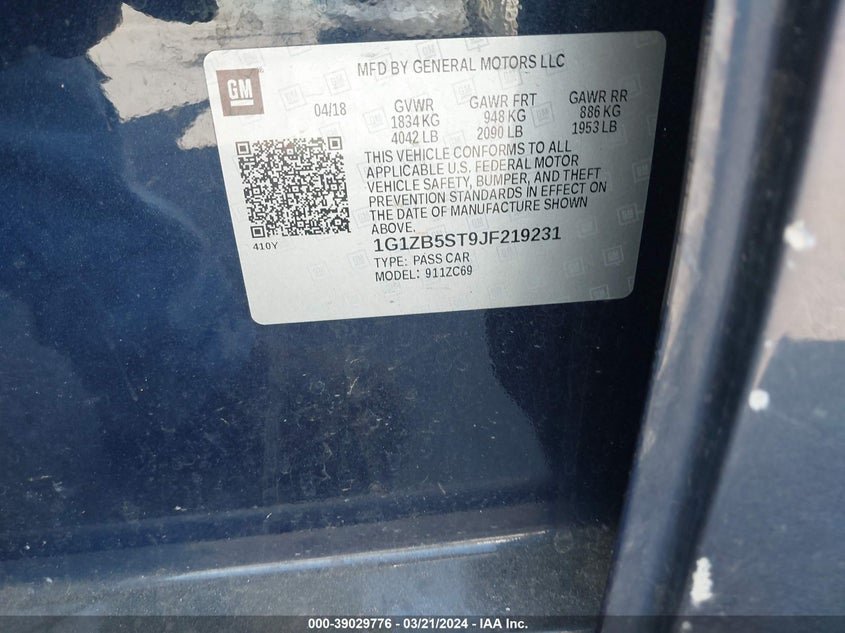 MFD BY GENERAL MOTORS LLC
GM
04/18 GVWR GAWR FRT GAWR RR
1834 KG 948 KG 886 KG
4042 LB 2090 LB 1953 LB
THIS VEHICLE CONFORMS TO ALL
APPLICABLE U.S. FEDERAL MOTOR
VEHICLE SAFETY, BUMPER, AND THEFT
PREVENTION STANDARDS IN EFFECT ON
THE DATE OF MANUFACTURE SHOWN
ABOVE.
410Y
1G1ZB5ST9JF219231
TYPE: PASS CAR
MODEL: 911ZC69
000-39029776 - 03/21/2024 - IAA Inc.